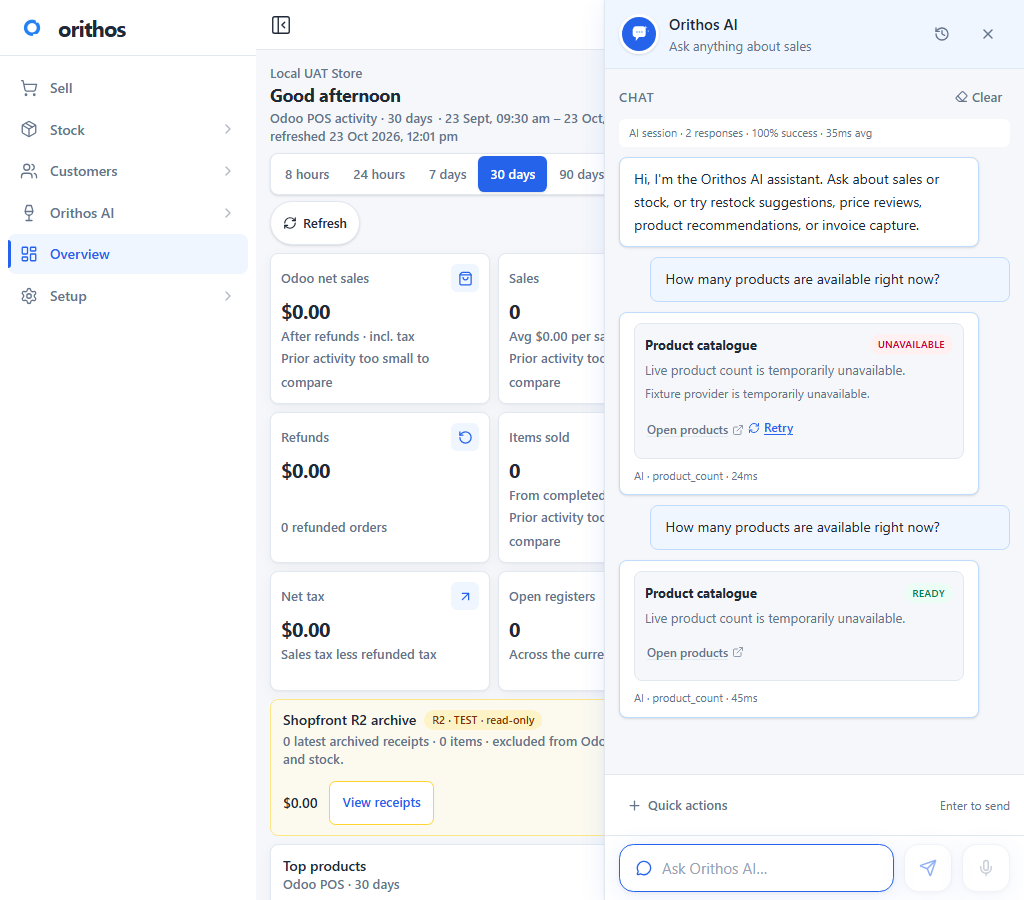 orithos
Sell
Stock
Customers
Orithos AI
Overview
Setup
Local UAT Store
Good afternoon
Odoo POS activity · 30 days · 23 Sept, 09:30 am – 23 Oct,
refreshed 23 Oct 2026, 12:01 pm
8 hours
24 hours
7 days
30 days
90 days
Refresh
Odoo net sales
$0.00
After refunds · incl. tax
Prior activity too small to
compare
Sales
0
Avg $0.00 per sa
Prior activity too
compare
Refunds
$0.00
0 refunded orders
Items sold
0
From completed
Prior activity too
compare
Net tax
$0.00
Sales tax less refunded tax
Open registers
0
Across the curre
Shopfront R2 archive
R2 · TEST · read-only
0 latest archived receipts · 0 items · excluded from Odo
and stock.
$0.00
View receipts
Top products
Odoo POS · 30 days
Orithos AI
Ask anything about sales
CHAT
Clear
AI session · 2 responses · 100% success · 35ms avg
Hi, I'm the Orithos AI assistant. Ask about sales or
stock, or try restock suggestions, price reviews,
product recommendations, or invoice capture.
How many products are available right now?
Product catalogue
UNAVAILABLE
Live product count is temporarily unavailable.
Fixture provider is temporarily unavailable.
Open products
Retry
AI · product_count · 24ms
How many products are available right now?
Product catalogue
READY
Live product count is temporarily unavailable.
Open products
AI · product_count · 45ms
Quick actions
Enter to send
Ask Orithos AI...